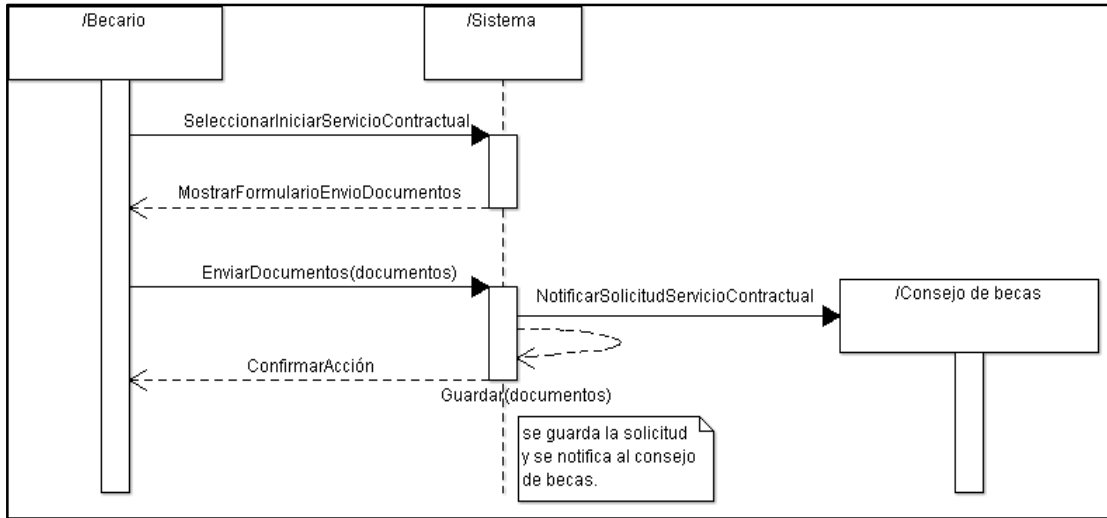 /Becario
/Sistema
SeleccionarIniciarServicioContractual
MostrarFormularioEnvioDocumentos
EnviarDocumentos(documentos)
NotificarSolicitudServicioContractual
/Consejo de becas
ConfirmarAcción
Guardar(documentos)
se guarda la solicitud
y se notifica al consejo
de becas.